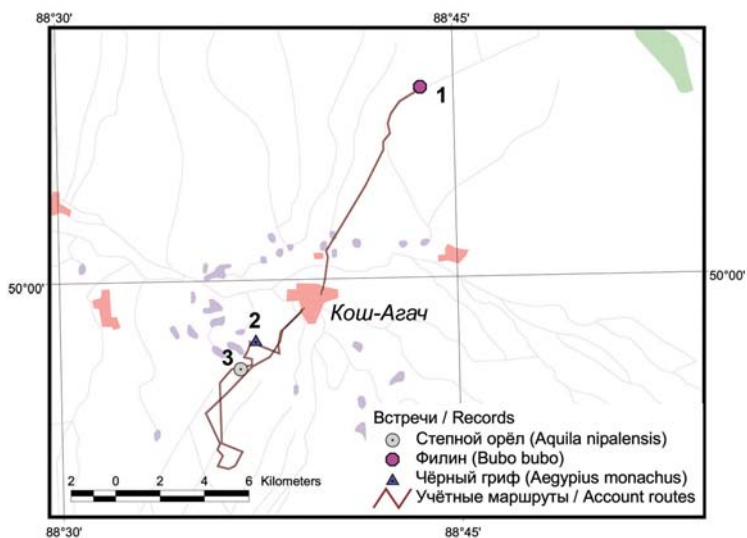 88°30'
88°45'
1
50°00'
50°00'
Кош-Агач
2
3
Встречи / Records
Степной орёл (Aquila nipalensis)
Филин (Bubo bubo)
Чёрный гриф (Aegypius monachus)
Учётные маршруты / Account routes
2 0 2 4 6 Kilometers
88°30'
88°45'